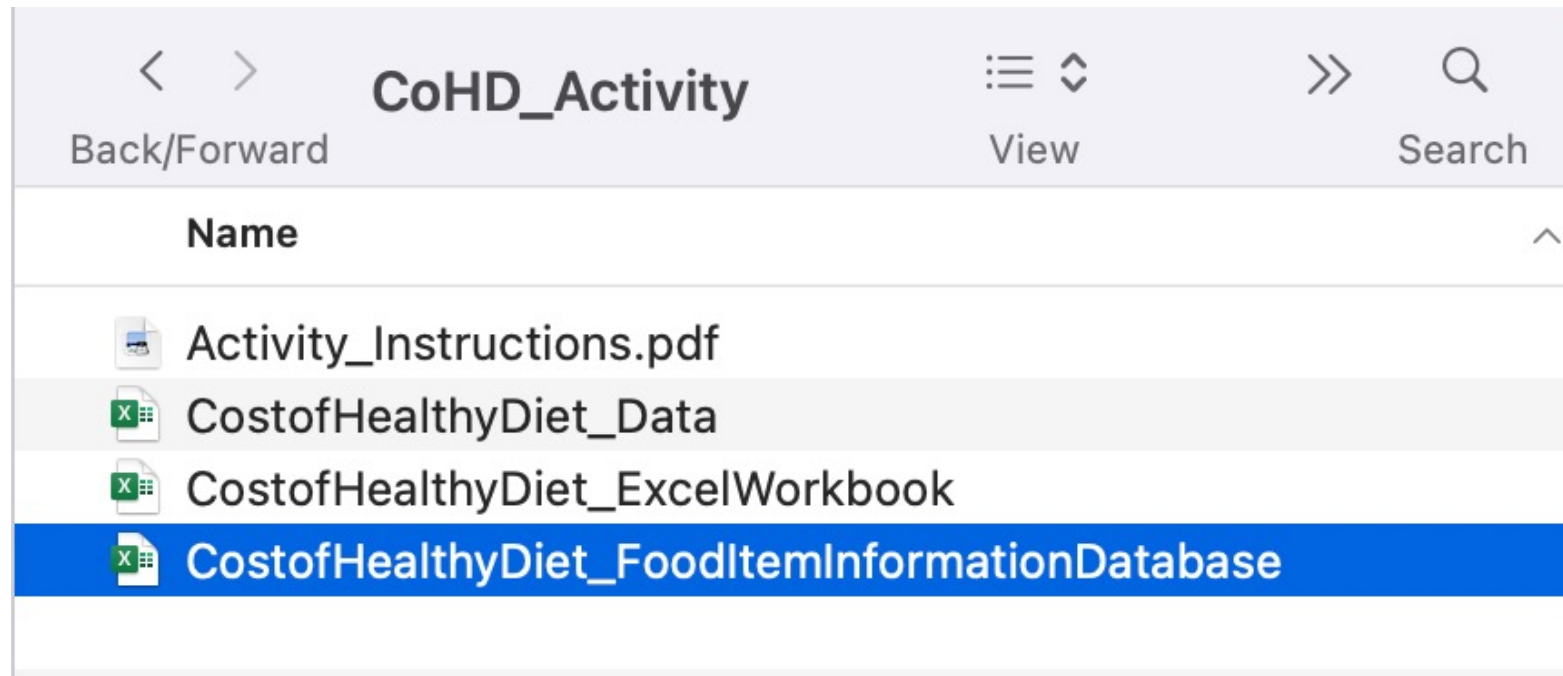 CoHD_Activity
Back/Forward View Search
Name
Activity_Instructions.pdf
CostofHealthyDiet_Data
CostofHealthyDiet_ExcelWorkbook
CostofHealthyDiet_FoodItemInformationDatabase